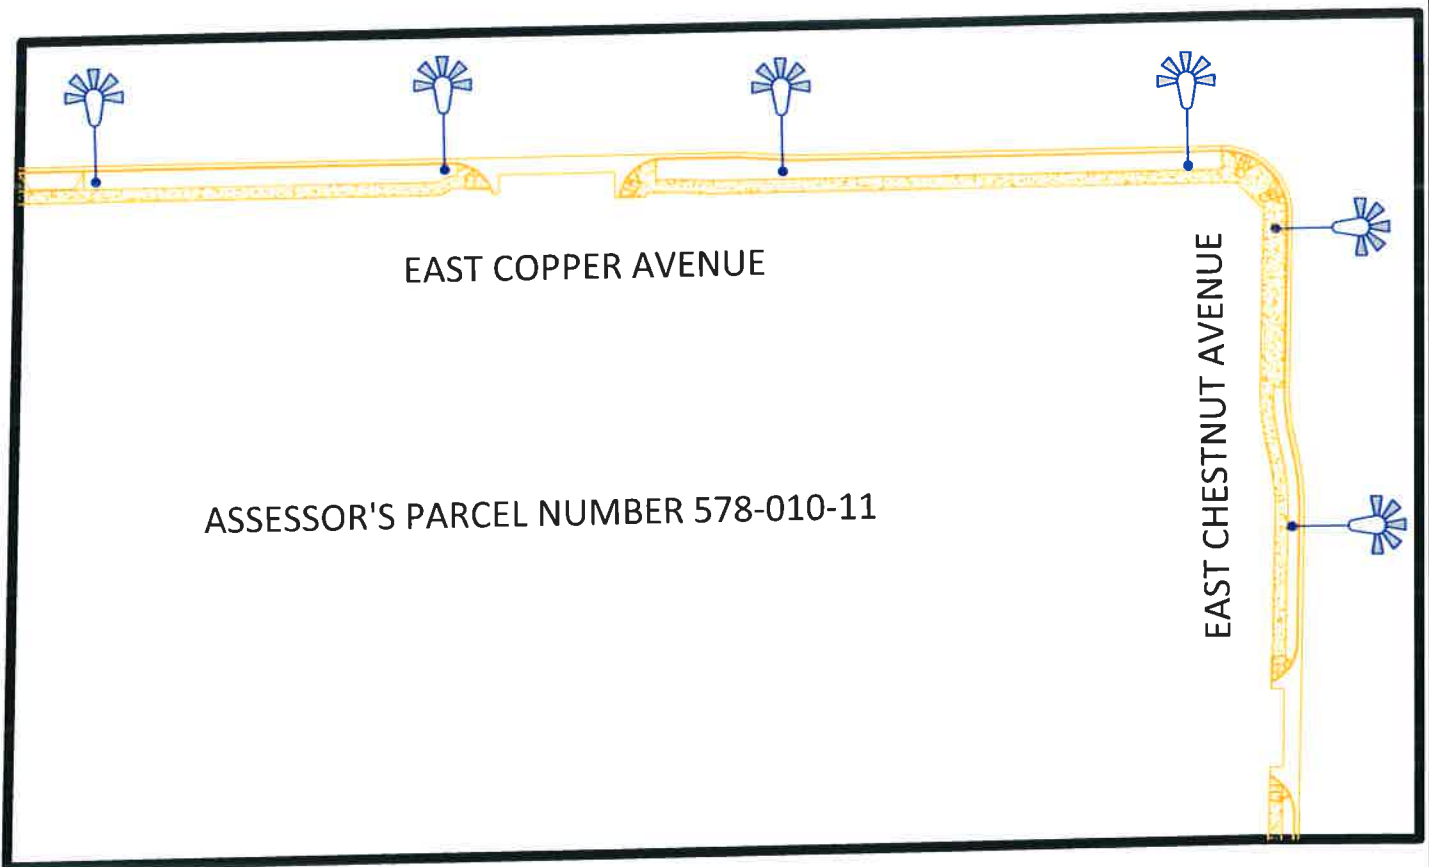 EAST COPPER AVENUE
EAST CHESTNUT AVENUE
ASSESSOR'S PARCEL NUMBER 578-010-11